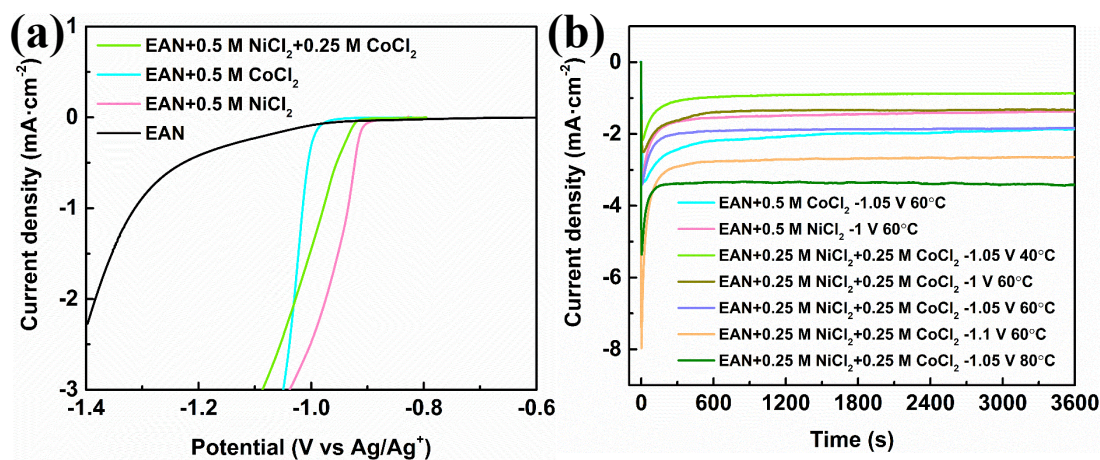 (a)
1
0
-1
-2
-3
-1.4
-1.2
-1.0
-0.8
-0.6
Current density (mA·cm⁻²)
Potential (V vs Ag/Ag⁺)
EAN+0.5 M NiCl₂+0.25 M CoCl₂
EAN+0.5 M CoCl₂
EAN+0.5 M NiCl₂
EAN
(b)
0
-2
-4
-6
-8
0
600
1200
1800
2400
3000
3600
Current density (mA·cm⁻²)
Time (s)
EAN+0.5 M CoCl₂ -1.05 V 60°C
EAN+0.5 M NiCl₂ -1 V 60°C
EAN+0.25 M NiCl₂+0.25 M CoCl₂ -1.05 V 40°C
EAN+0.25 M NiCl₂+0.25 M CoCl₂ -1 V 60°C
EAN+0.25 M NiCl₂+0.25 M CoCl₂ -1.05 V 60°C
EAN+0.25 M NiCl₂+0.25 M CoCl₂ -1.1 V 60°C
EAN+0.25 M NiCl₂+0.25 M CoCl₂ -1.05 V 80°C